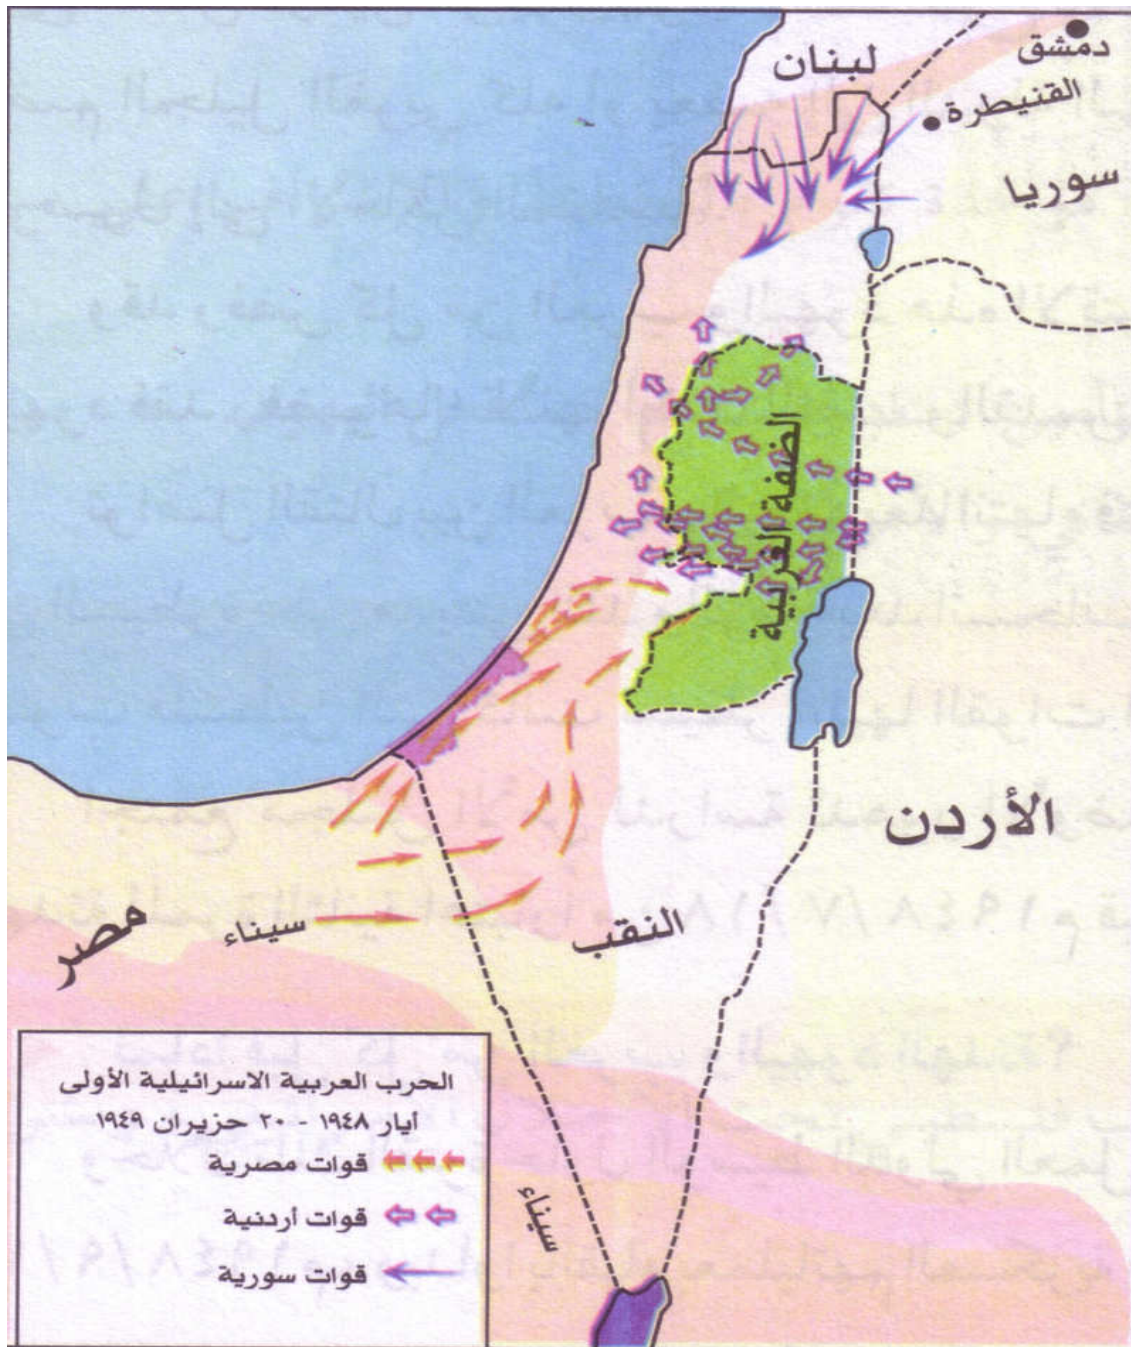 دمشق
لبنان
القنيطرة
سوريا
الضفة الغربية
الأردن
النقب
سيناء
مصر
سيناء
الحرب العربية الاسرائيلية الأولى
أيار ١٩٤٨ - ٢٠ حزيران ١٩٤٩
قوات مصرية
قوات أردنية
قوات سورية